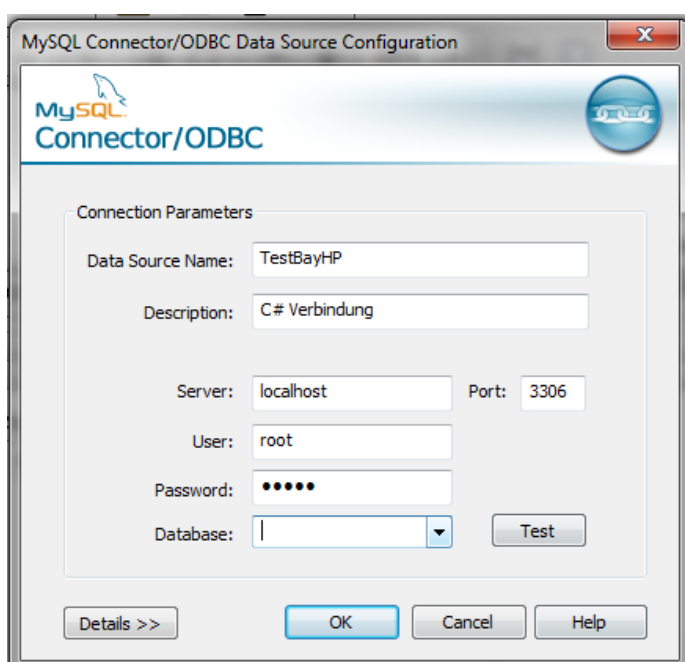 MySQL Connector/ODBC Data Source Configuration
MySQL
Connector/ODBC
Connection Parameters
Data Source Name: TestBayHP
Description: C# Verbindung
Server: localhost Port: 3306
User: root
Password: •••••
Database: Test
Details >> OK Cancel Help